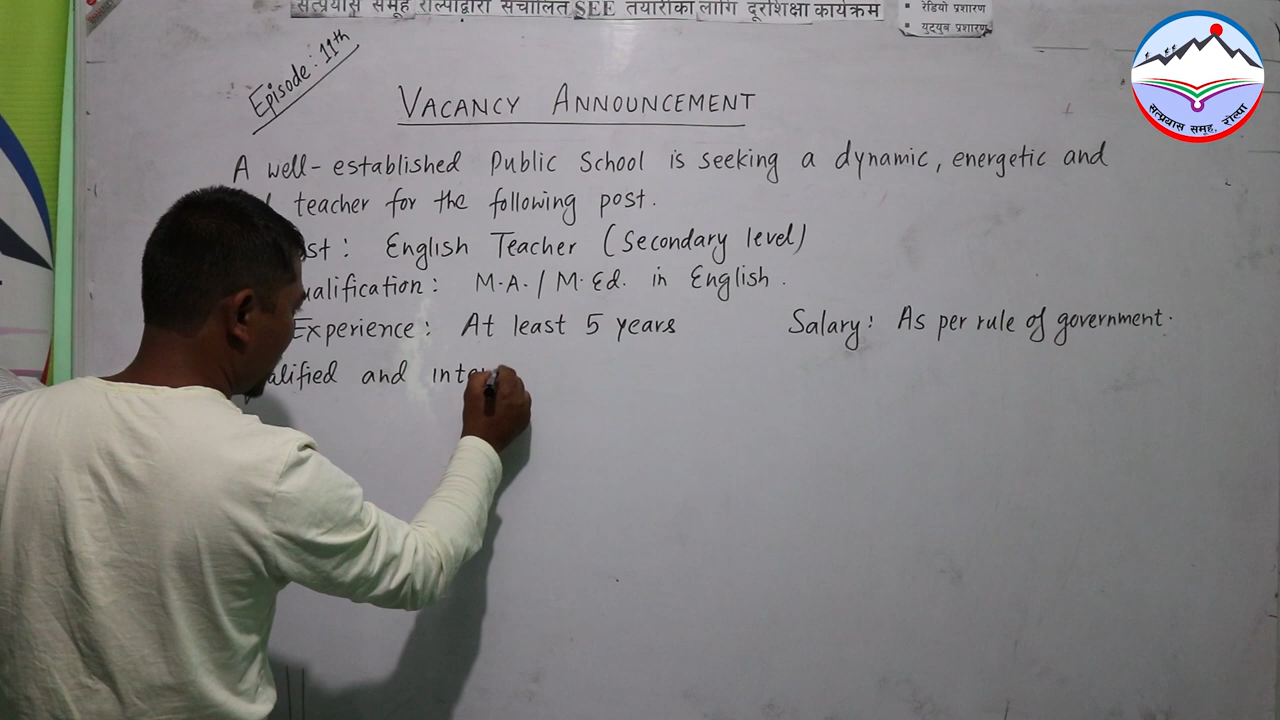 सत्प्रयास समूह रोल्पाद्वारा संचालित SEE तयारीका लागि दूरशिक्षा कार्यक्रम
रेडियो प्रशारण
युट्युब प्रशारण
Episode: 11th
VACANCY ANNOUNCEMENT
A well-established Public School is seeking a dynamic, energetic and
teacher for the following post.
English Teacher (Secondary level)
M.A. / M.Ed. in English.
Experience: At least 5 years Salary: As per rule of government.
and
सत्प्रयास समूह, रोल्पा